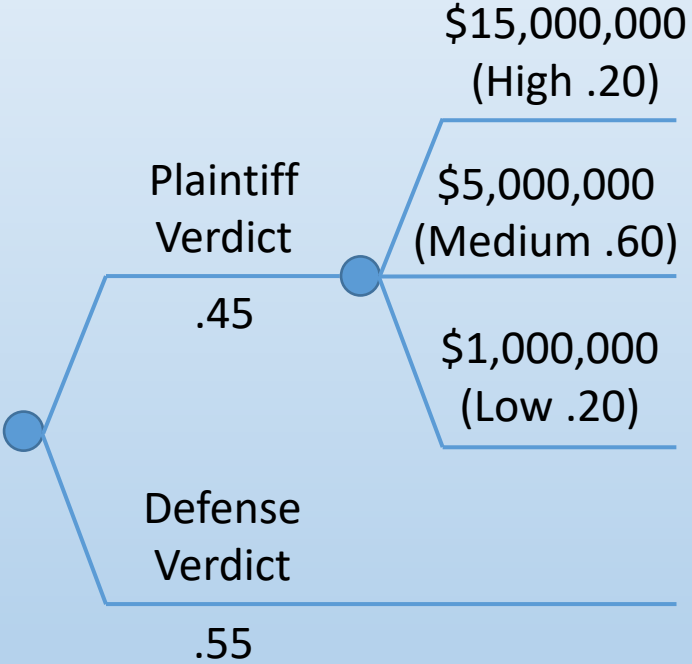 $15,000,000
(High .20)
Plaintiff
Verdict
.45
$5,000,000
(Medium .60)
$1,000,000
(Low .20)
Defense
Verdict
.55